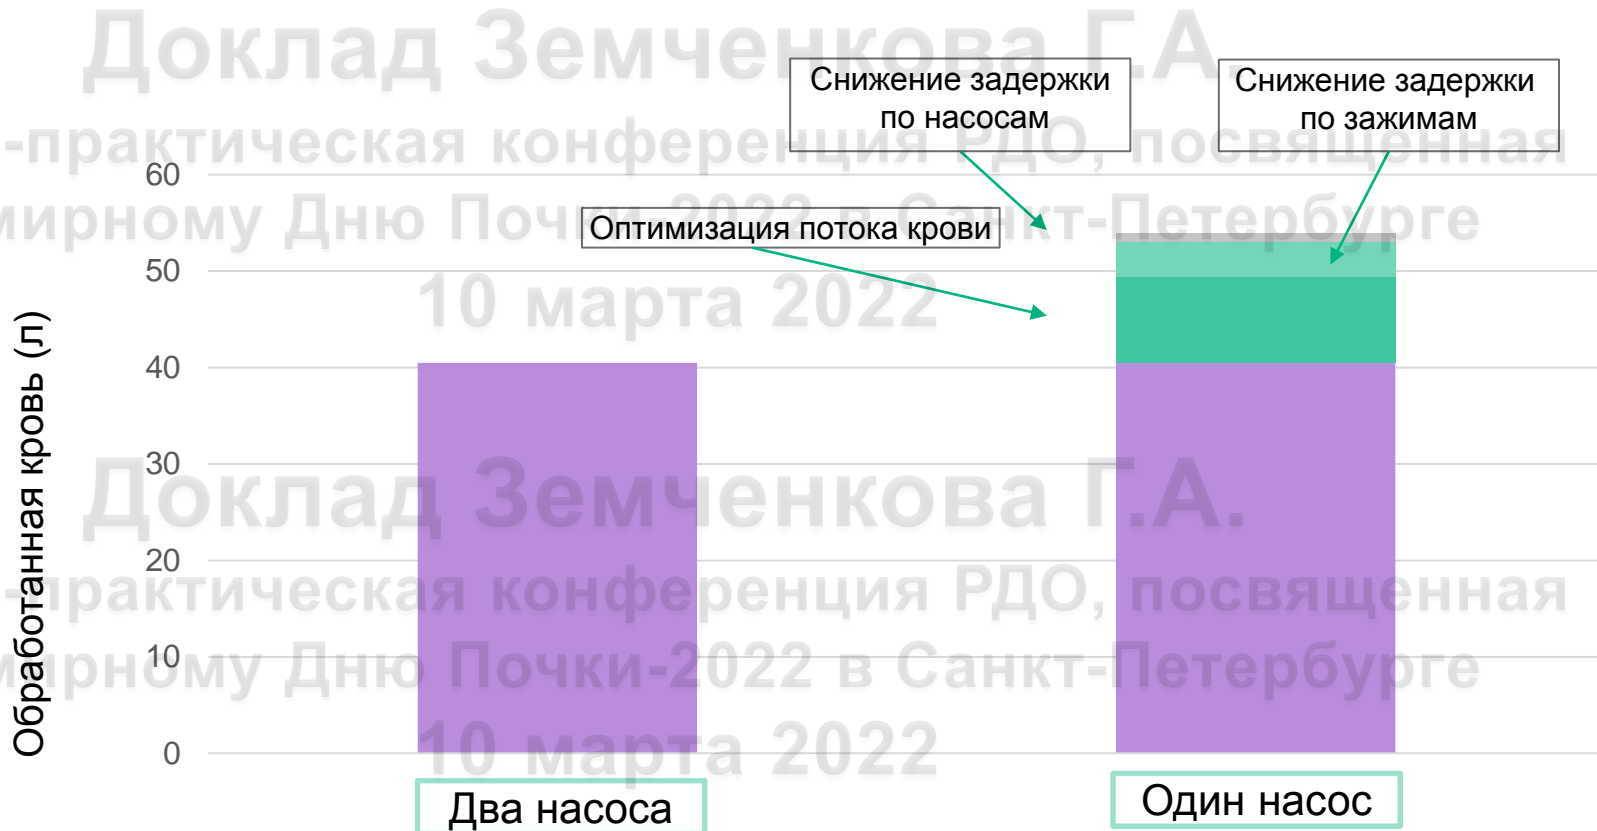 Доклад Земченкова Г.А.
-практическая конференция РДО, посвященная
мирному Дню Почки-2022 в Санкт-Петербурге
10 марта 2022
Снижение задержки
по насосам
Снижение задержки
по зажимам
Оптимизация потока крови
Обработанная кровь (л)
60
50
40
30
20
10
0
Доклад Земченкова Г.А.
-практическая конференция РДО, посвященная
мирному Дню Почки-2022 в Санкт-Петербурге
10 марта 2022
Два насоса
Один насос